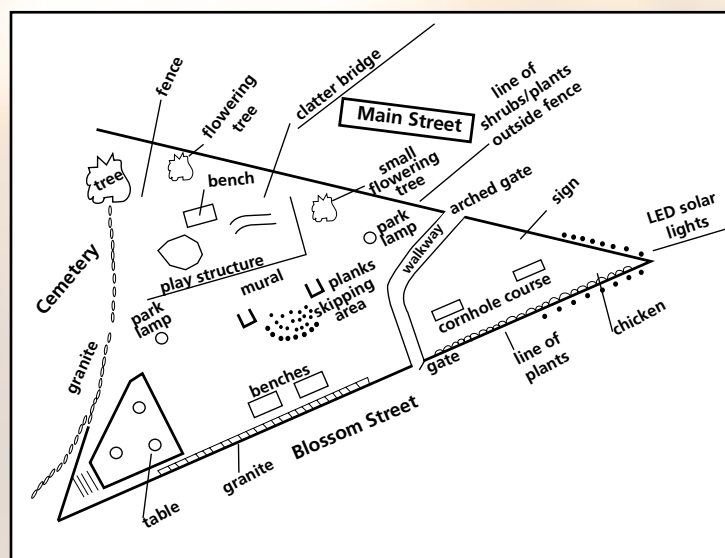 fence
flowering
tree
clatter bridge
Main Street
line of
shrubs/plants
outside fence
tree
bench
small
flowering
tree
arched gate
sign
LED solar
lights
park
lamp
walkway
Cemetery
play structure
mural
planks
skipping
area
park
lamp
cornhole course
chicken
granite
benches
gate
line of
plants
Blossom Street
granite
table